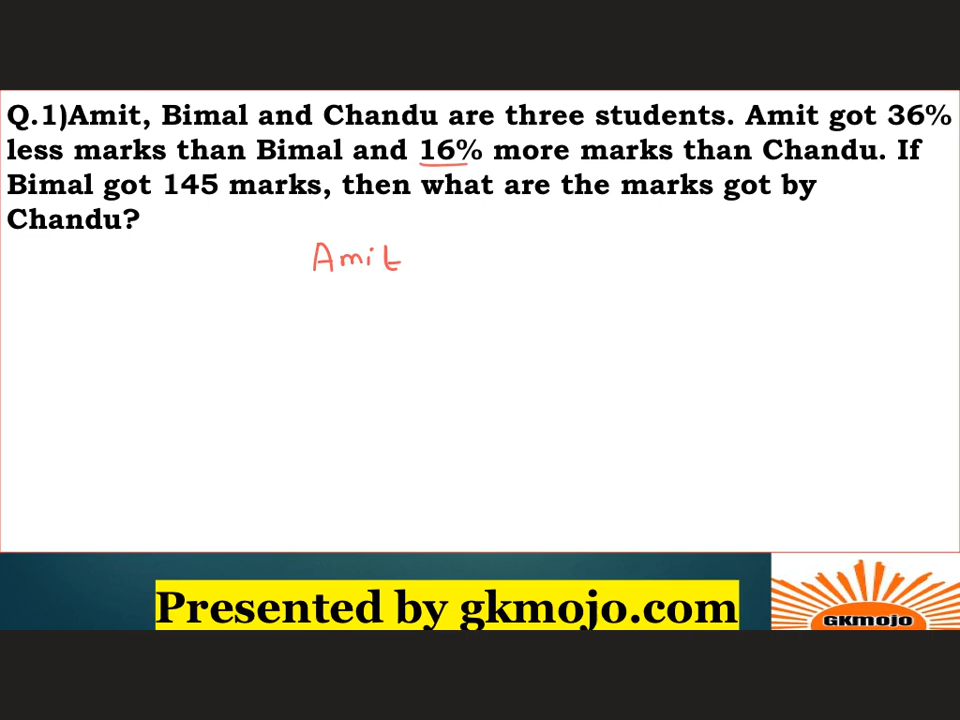 Q.1)Amit, Bimal and Chandu are three students. Amit got 36%
less marks than Bimal and 16% more marks than Chandu. If
Bimal got 145 marks, then what are the marks got by
Chandu?
Amit
Presented by gkmojo.com
GKmojo